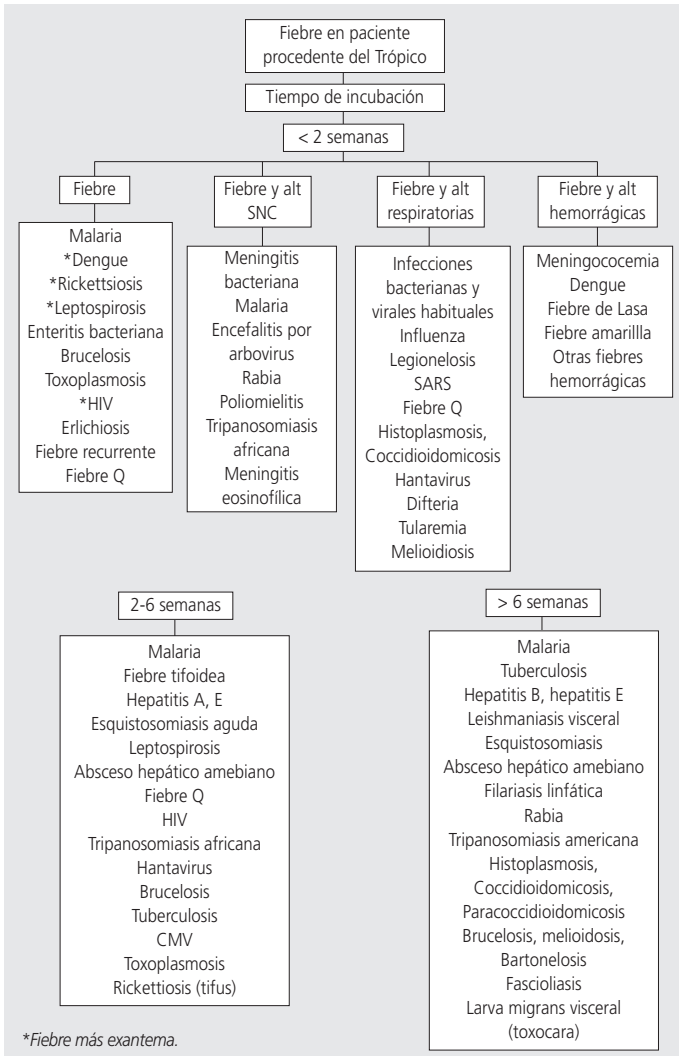 Fiebre en paciente
procedente del Trópico
Tiempo de incubación
< 2 semanas
Fiebre
Malaria
*Dengue
*Rickettsiosis
*Leptospirosis
Enteritis bacteriana
Brucelosis
Toxoplasmosis
*HIV
Erlichiosis
Fiebre recurrente
Fiebre Q
Fiebre y alt
SNC
Meningitis
bacteriana
Malaria
Encefalitis por
arbovirus
Rabia
Poliomielitis
Tripanosomiasis
africana
Meningitis
eosinofílica
Fiebre y alt
respiratorias
Infecciones
bacterianas y
virales habituales
Influenza
Legionelosis
SARS
Fiebre Q
Histoplasmosis,
Coccidioidomicosis
Hantavirus
Difteria
Tularemia
Melioidiosis
Fiebre y alt
hemorrágicas
Meningococemia
Dengue
Fiebre de Lasa
Fiebre amarillla
Otras fiebres
hemorrágicas
2-6 semanas
Malaria
Fiebre tifoidea
Hepatitis A, E
Esquistosomiasis aguda
Leptospirosis
Absceso hepático amebiano
Fiebre Q
HIV
Tripanosomiasis africana
Hantavirus
Brucelosis
Tuberculosis
CMV
Toxoplasmosis
Rickettiosis (tifus)
> 6 semanas
Malaria
Tuberculosis
Hepatitis B, hepatitis E
Leishmaniasis visceral
Esquistosomiasis
Absceso hepático amebiano
Filariasis linfática
Rabia
Tripanosomiasis americana
Histoplasmosis,
Coccidioidomicosis,
Paracoccidioidomicosis
Brucelosis, melioidosis,
Bartonelosis
Fascioliasis
Larva migrans visceral
(toxocara)
*Fiebre más exantema.